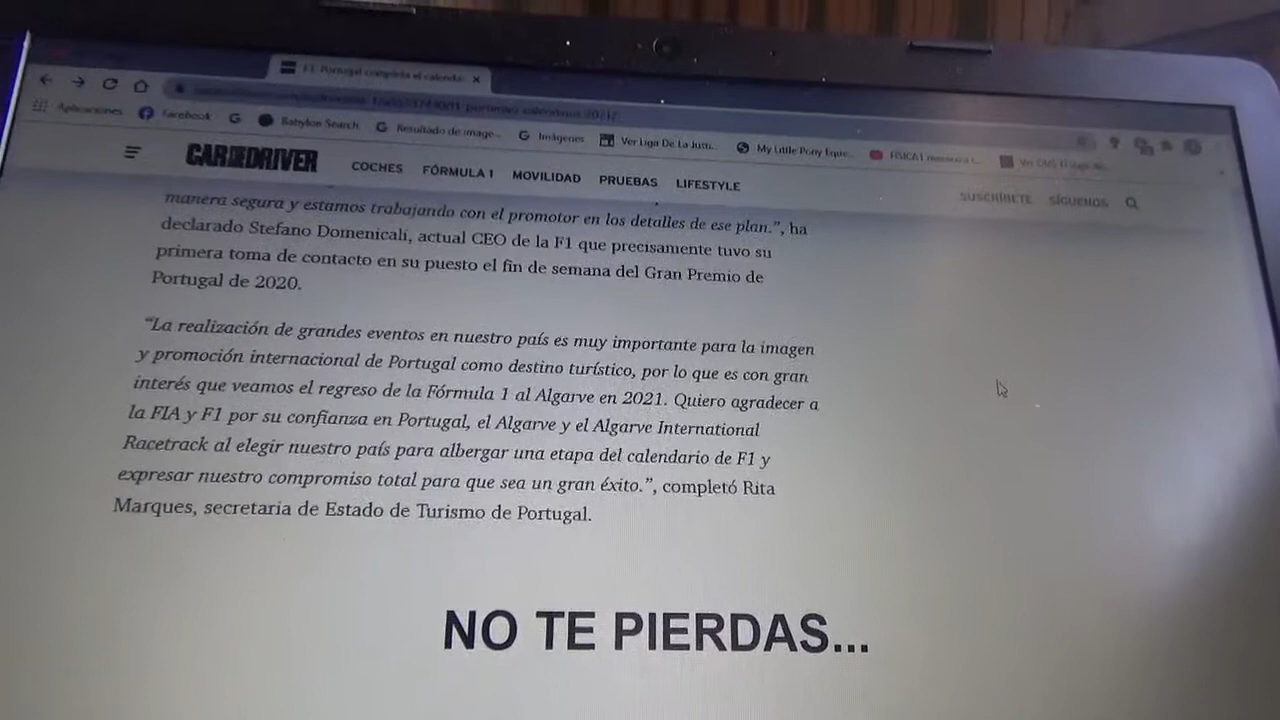 F1: Portugal completa el calenda
Aplicaciones Facebook Babylon Search Resultado de image... Imágenes Ver Liga De La Justi... My Little Pony Eque...
CAR AND DRIVER COCHES FÓRMULA 1 MOVILIDAD PRUEBAS LIFESTYLE SUSCRÍBETE SÍGUENOS
manera segura y estamos trabajando con el promotor en los detalles de ese plan.”, ha
declarado Stefano Domenicali, actual CEO de la F1 que precisamente tuvo su
primera toma de contacto en su puesto el fin de semana del Gran Premio de
Portugal de 2020.
“La realización de grandes eventos en nuestro país es muy importante para la imagen
y promoción internacional de Portugal como destino turístico, por lo que es con gran
interés que veamos el regreso de la Fórmula 1 al Algarve en 2021. Quiero agradecer a
la FIA y F1 por su confianza en Portugal, el Algarve y el Algarve International
Racetrack al elegir nuestro país para albergar una etapa del calendario de F1 y
expresar nuestro compromiso total para que sea un gran éxito.”, completó Rita
Marques, secretaria de Estado de Turismo de Portugal.
NO TE PIERDAS...